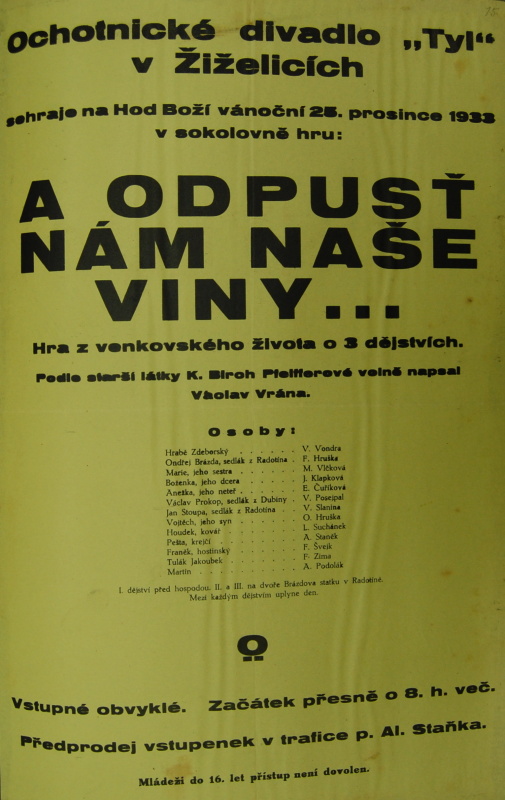 15
Ochotnické divadlo „Tyl“
v Žiželicích
sehraje na Hod Boží vánoční 25. prosince 1933
v sokolovně hru:
A ODPUSŤ
NÁM NAŠE
VINY...
Hra z venkovského života o 3 dějstvích.
Podle starší látky K. Birch Pfeifferové volně napsal
Václav Vrána.
Osoby:
Hrabě Zdeborský . . . . . . V. Vondra
Ondřej Brázda, sedlák z Radotína . F. Hruška
Marie, jeho sestra . . . . . . M. Vlčková
Boženka, jeho dcera . . . . . J. Klapková
Anežka, jeho neteř . . . . . . E. Čuříková
Václav Prokop, sedlák z Dubiny . . V. Posejpal
Jan Stoupa, sedlák z Radotína . . V. Slanina
Vojtěch, jeho syn . . . . . . O. Hruška
Houdek, kovář . . . . . . . L. Suchánek
Pešta, krejčí . . . . . . . A. Staněk
Franěk, hostinský . . . . . . F. Švejk
Tulák Jakoubek . . . . . . . F. Zima
Martin . . . . . . . . . A. Podolák
I. dějství před hospodou, II. a III. na dvoře Brázdova statku v Radotíně.
Mezi každým dějstvím uplyne den.
O
Vstupné obvyklé. Začátek přesně o 8. h. več.
Předprodej vstupenek v trafice p. Al. Staňka.
Mládeži do 16. let přístup není dovolen.